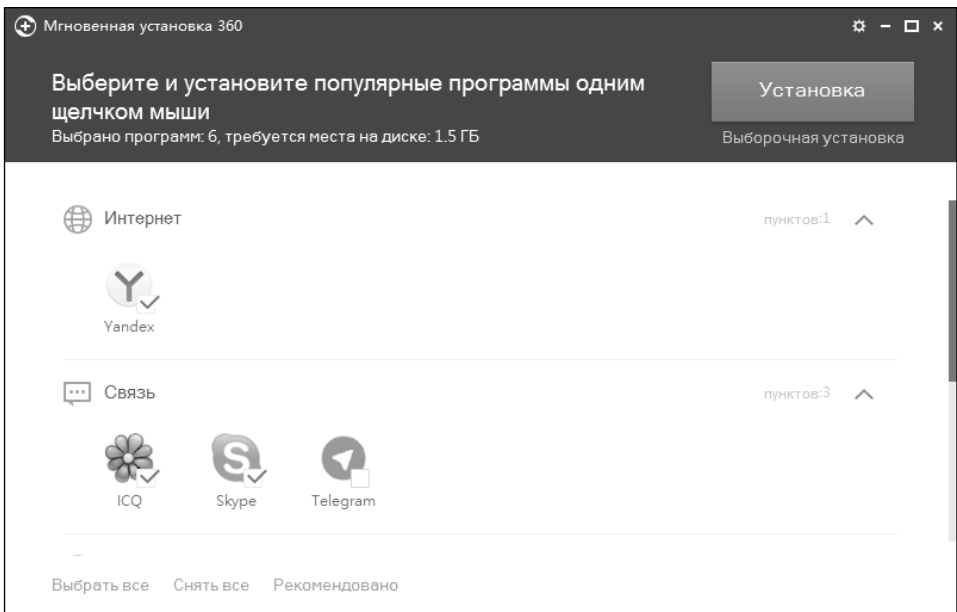 Мгновенная установка 360
Выберите и установите популярные программы одним
щелчком мыши
Выбрано программ: 6, требуется места на диске: 1.5 ГБ
Установка
Выборочная установка
Интернет
пунктов:1
Yandex
Связь
пунктов:3
ICQ
Skype
Telegram
Выбрать все
Снять все
Рекомендовано